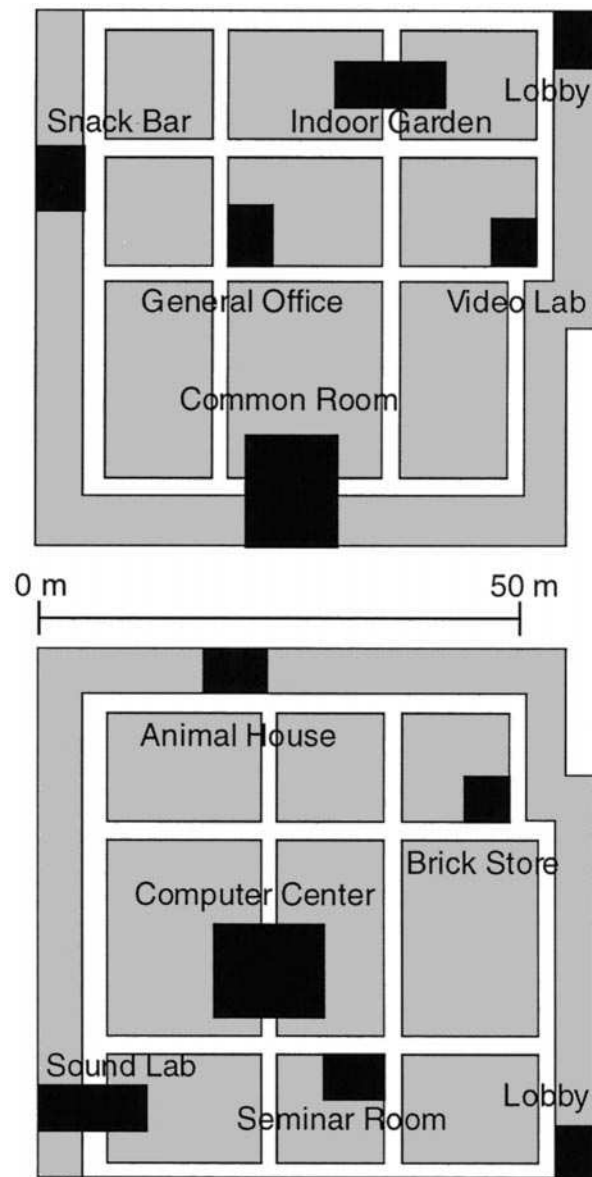 Lobby
Snack Bar
Indoor Garden
General Office
Video Lab
Common Room
0 m
50 m
Animal House
Brick Store
Computer Center
Sound Lab
Lobby
Seminar Room